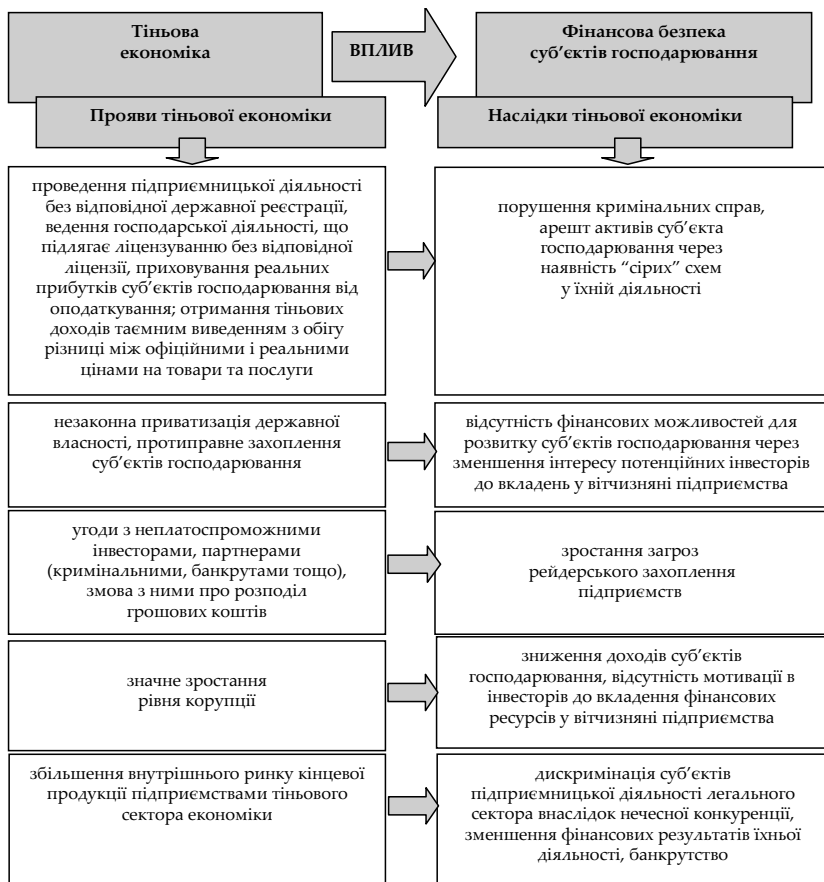 Тіньова
економіка
ВПЛИВ
Фінансова безпека
суб’єктів господарювання
Прояви тіньової економіки
Наслідки тіньової економіки
проведення підприємницької діяльності
без відповідної державної реєстрації,
ведення господарської діяльності, що
підлягає ліцензуванню без відповідної
ліцензії, приховування реальних
прибутків суб’єктів господарювання від
оподаткування; отримання тіньових
доходів таємним виведенням з обігу
різниці між офіційними і реальними
цінами на товари та послуги
порушення кримінальних справ,
арешт активів суб’єкта
господарювання через
наявність “сірих” схем
у їхній діяльності
незаконна приватизація державної
власності, протиправне захоплення
суб’єктів господарювання
відсутність фінансових можливостей для
розвитку суб’єктів господарювання через
зменшення інтересу потенційних інвесторів
до вкладень у вітчизняні підприємства
угоди з неплатоспроможними
інвесторами, партнерами
(кримінальними, банкрутами тощо),
змова з ними про розподіл
грошових коштів
зростання загроз
рейдерського захоплення
підприємств
значне зростання
рівня корупції
зниження доходів суб’єктів
господарювання, відсутність мотивації в
інвесторів до вкладення фінансових
ресурсів у вітчизняні підприємства
збільшення внутрішнього ринку кінцевої
продукції підприємствами тіньового
сектора економіки
дискримінація суб’єктів
підприємницької діяльності легального
сектора внаслідок нечесної конкуренції,
зменшення фінансових результатів їхньої
діяльності, банкрутство